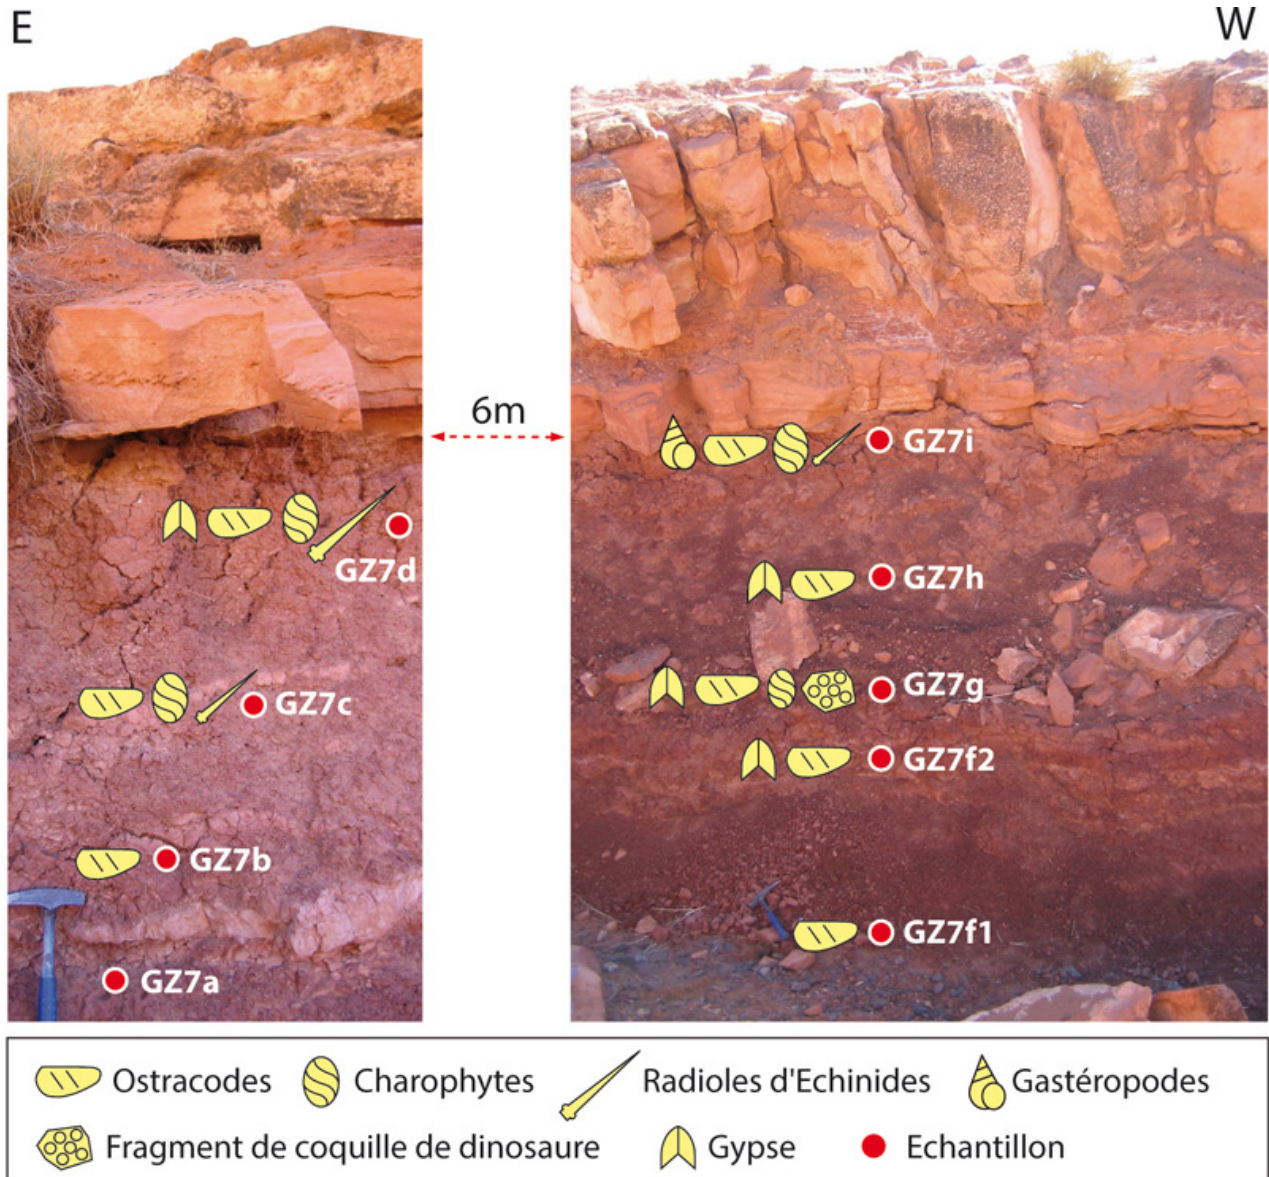 E
W
6m
GZ7i
GZ7d
GZ7h
GZ7c
GZ7g
GZ7f2
GZ7b
GZ7f1
GZ7a
Ostracodes Charophytes Radioles d'Echinides Gastéropodes
Fragment de coquille de dinosaure Gypse Echantillon